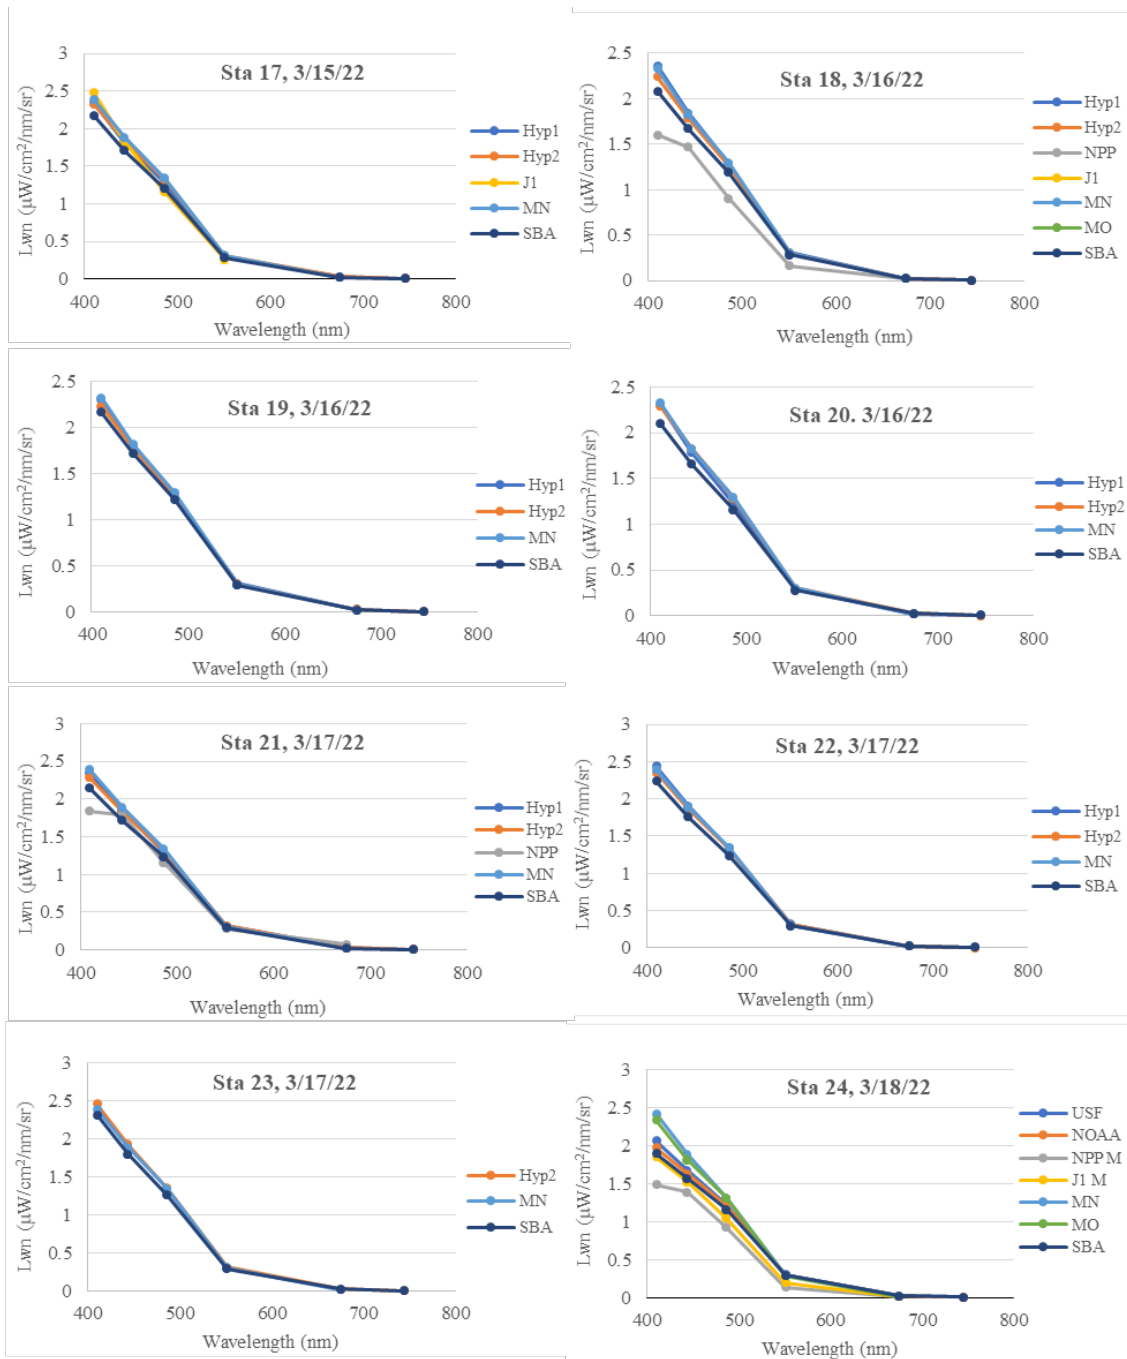 Sta 17, 3/15/22
Lwn (µW/cm²/nm/sr)
3
2.5
2
1.5
1
0.5
0
400 500 600 700 800
Wavelength (nm)
Hyp1
Hyp2
J1
MN
SBA
Sta 18, 3/16/22
Lwn (µW/cm²/nm/sr)
2.5
2
1.5
1
0.5
0
400 500 600 700 800
Wavelength (nm)
Hyp1
Hyp2
NPP
J1
MN
MO
SBA
Sta 19, 3/16/22
Lwn (µW/cm²/nm/sr)
2.5
2
1.5
1
0.5
0
400 500 600 700 800
Wavelength (nm)
Hyp1
Hyp2
MN
SBA
Sta 20. 3/16/22
Lwn (µW/cm²/nm/sr)
2.5
2
1.5
1
0.5
0
400 500 600 700 800
Wavelength (nm)
Hyp1
Hyp2
MN
SBA
Sta 21, 3/17/22
Lwn (µW/cm²/nm/sr)
3
2.5
2
1.5
1
0.5
0
400 500 600 700 800
Wavelength (nm)
Hyp1
Hyp2
NPP
MN
SBA
Sta 22, 3/17/22
Lwn (µW/cm²/nm/sr)
3
2.5
2
1.5
1
0.5
0
400 500 600 700 800
Wavelength (nm)
Hyp1
Hyp2
MN
SBA
Sta 23, 3/17/22
Lwn (µW/cm²/nm/sr)
3
2.5
2
1.5
1
0.5
0
400 500 600 700 800
Wavelength (nm)
Hyp2
MN
SBA
Sta 24, 3/18/22
Lwn (µW/cm²/nm/sr)
3
2.5
2
1.5
1
0.5
0
400 500 600 700 800
Wavelength (nm)
USF
NOAA
NPP M
J1 M
MN
MO
SBA